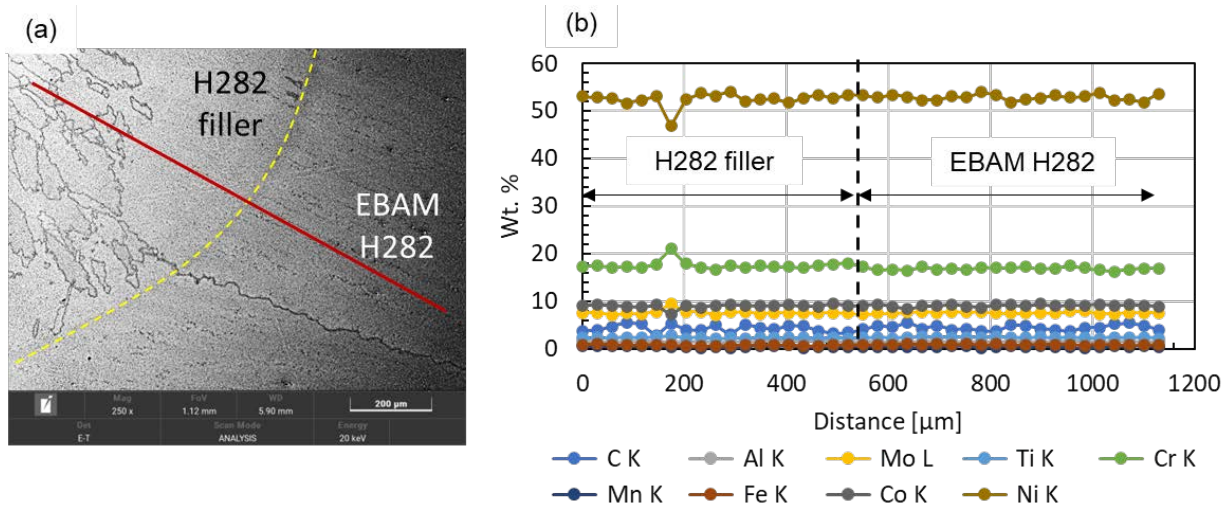 (a)
H282
filler
EBAM
H282
Mag
250 x
FoV
1.12 mm
WD
5.90 mm
200 µm
Det
E-T
Scan Mode
ANALYSIS
Energy
20 keV
(b)
60
50
40
30
20
10
0
Wt. %
H282 filler
EBAM H282
0 200 400 600 800 1000 1200
Distance [µm]
C K Al K Mo L Ti K Cr K
Mn K Fe K Co K Ni K